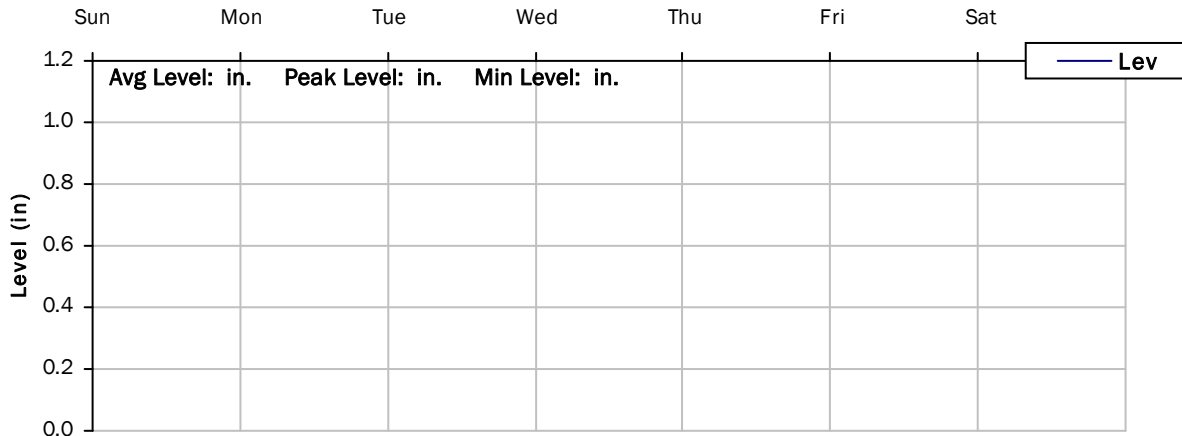 Sun Mon Tue Wed Thu Fri Sat
1.2
Avg Level: in. Peak Level: in. Min Level: in.
Lev
1.0
0.8
0.6
0.4
0.2
0.0
Level (in)